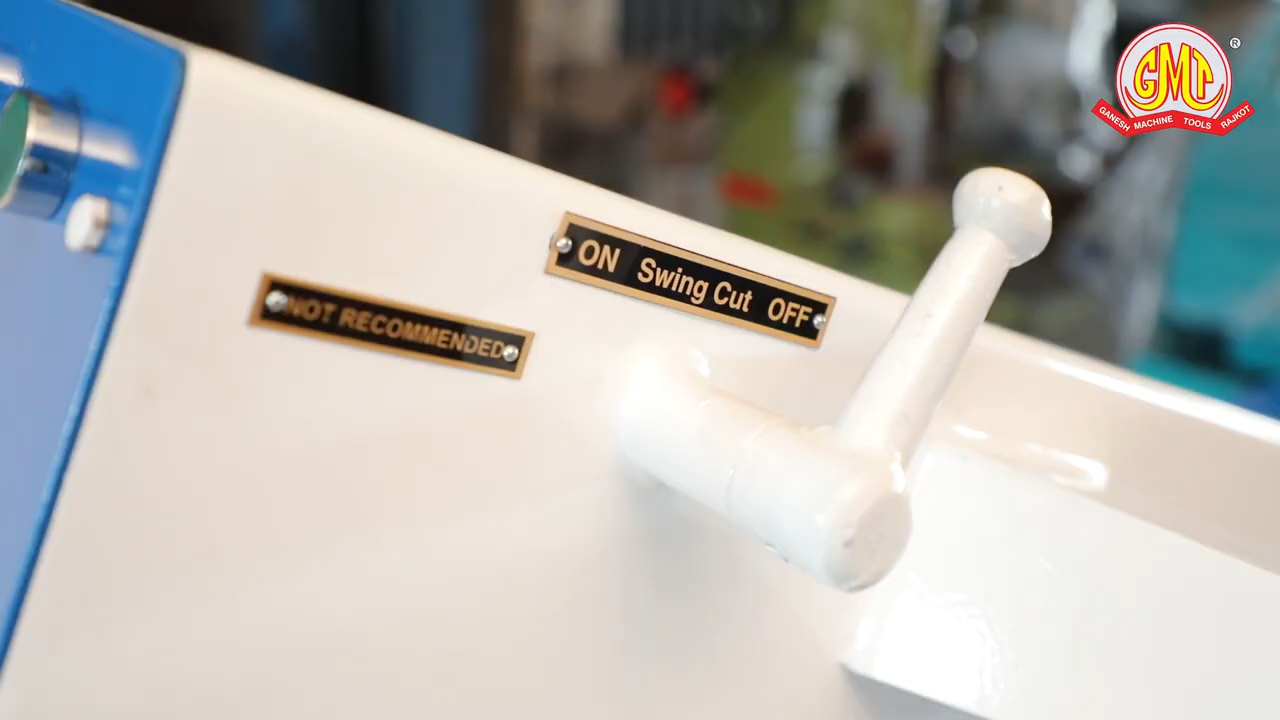 GMT
®
GANESH MACHINE TOOLS RAJKOT
ON Swing Cut OFF
NOT RECOMMENDED